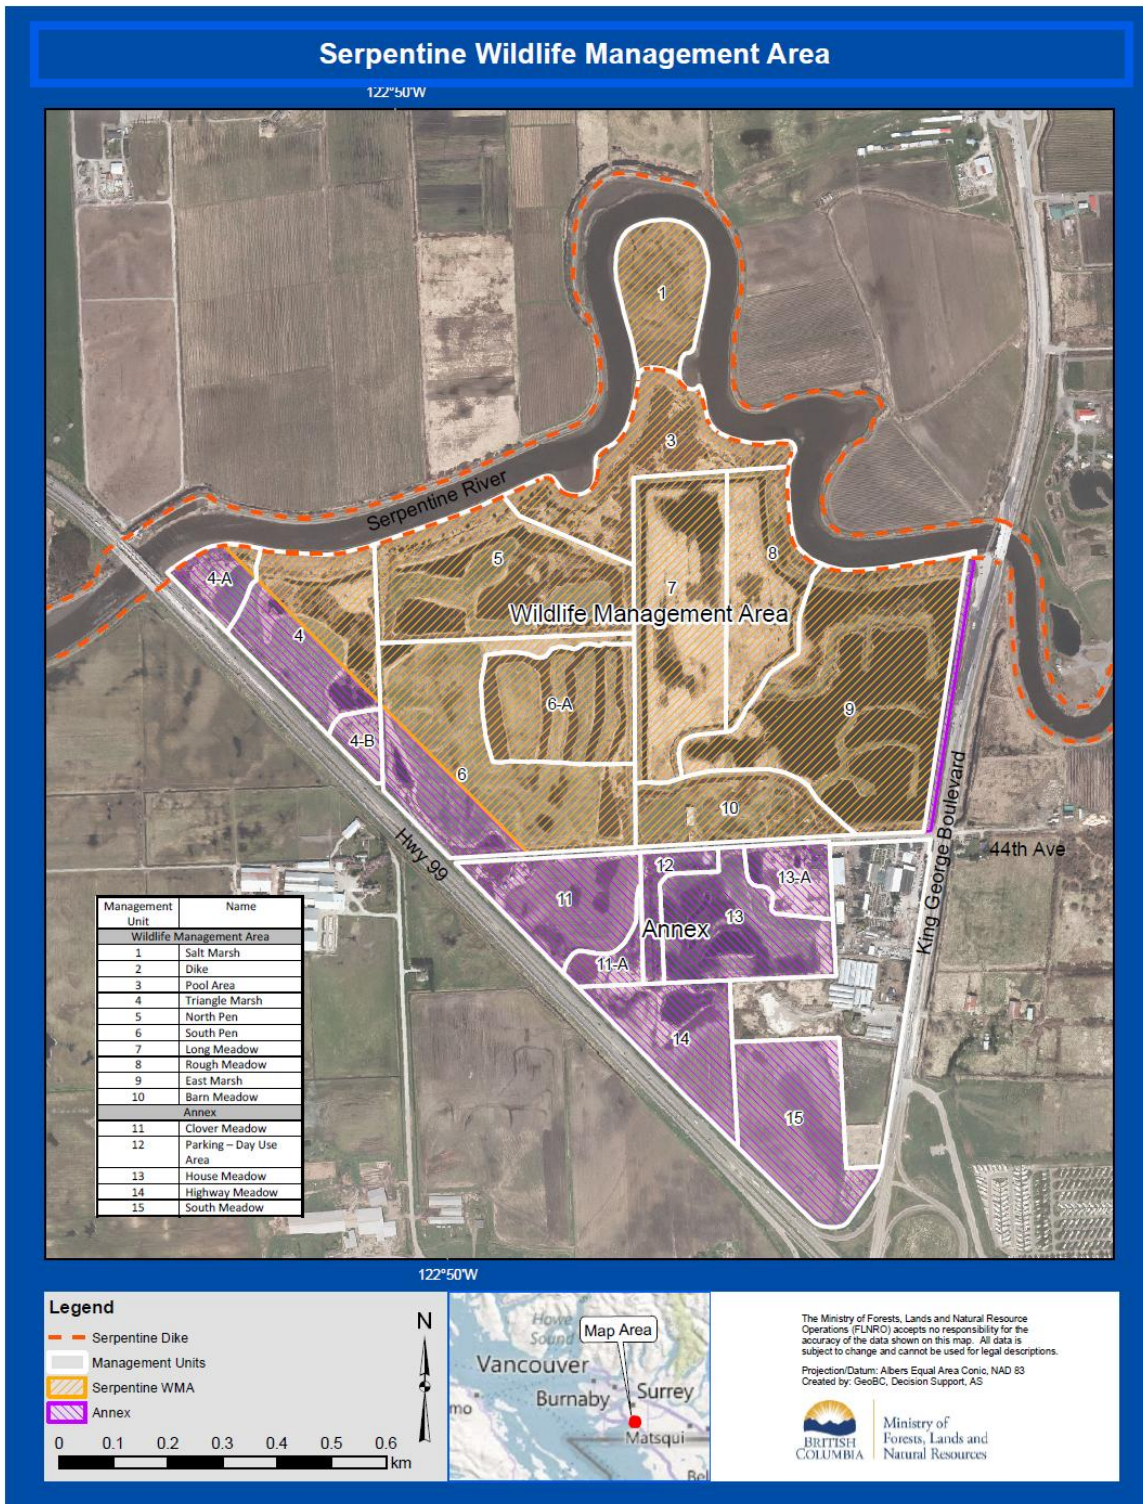 Serpentine Wildlife Management Area
122°50'W
1
3
Serpentine River
5
8
4-A
7
Wildlife Management Area
4
6-A
9
4-B
6
10
King George Boulevard
Hwy 99
44th Ave
12
13-A
11
13
Annex
11-A
14
15
Management Unit Name
Wildlife Management Area
1 Salt Marsh
2 Dike
3 Pool Area
4 Triangle Marsh
5 North Pen
6 South Pen
7 Long Meadow
8 Rough Meadow
9 East Marsh
10 Barn Meadow
Annex
11 Clover Meadow
12 Parking – Day Use Area
13 House Meadow
14 Highway Meadow
15 South Meadow
122°50'W
Legend
Serpentine Dike
Management Units
Serpentine WMA
Annex
0 0.1 0.2 0.3 0.4 0.5 0.6
km
N
Howe
Sound
Map Area
Vancouver
Burnaby
Surrey
mo
Matsqui
Bel
The Ministry of Forests, Lands and Natural Resource
Operations (FLNRO) accepts no responsibility for the
accuracy of the data shown on this map. All data is
subject to change and cannot be used for legal descriptions.
Projection/Datum: Albers Equal Area Conic, NAD 83
Created by: GeoBC, Decision Support, AS
BRITISH
COLUMBIA
Ministry of
Forests, Lands and
Natural Resources